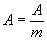 A = A/m